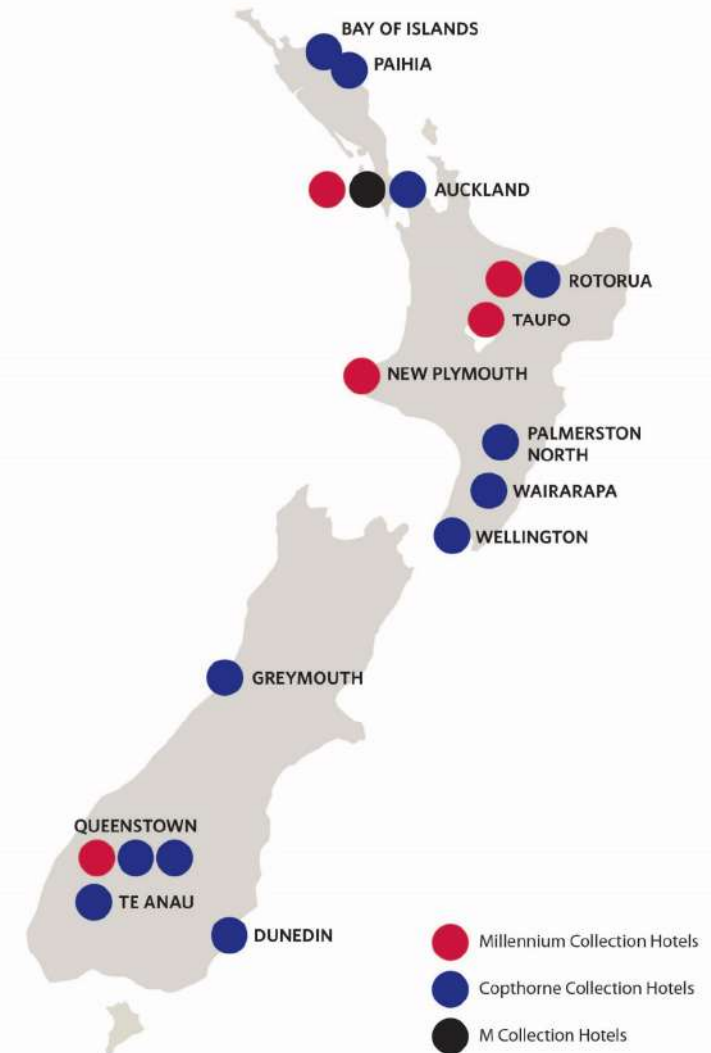 BAY OF ISLANDS
PAIHIA
AUCKLAND
ROTORUA
TAUPO
NEW PLYMOUTH
PALMERSTON
NORTH
WAIRARAPA
WELLINGTON
GREYMOUTH
QUEENSTOWN
TE ANAU
DUNEDIN
Millennium Collection Hotels
Copthorne Collection Hotels
M Collection Hotels